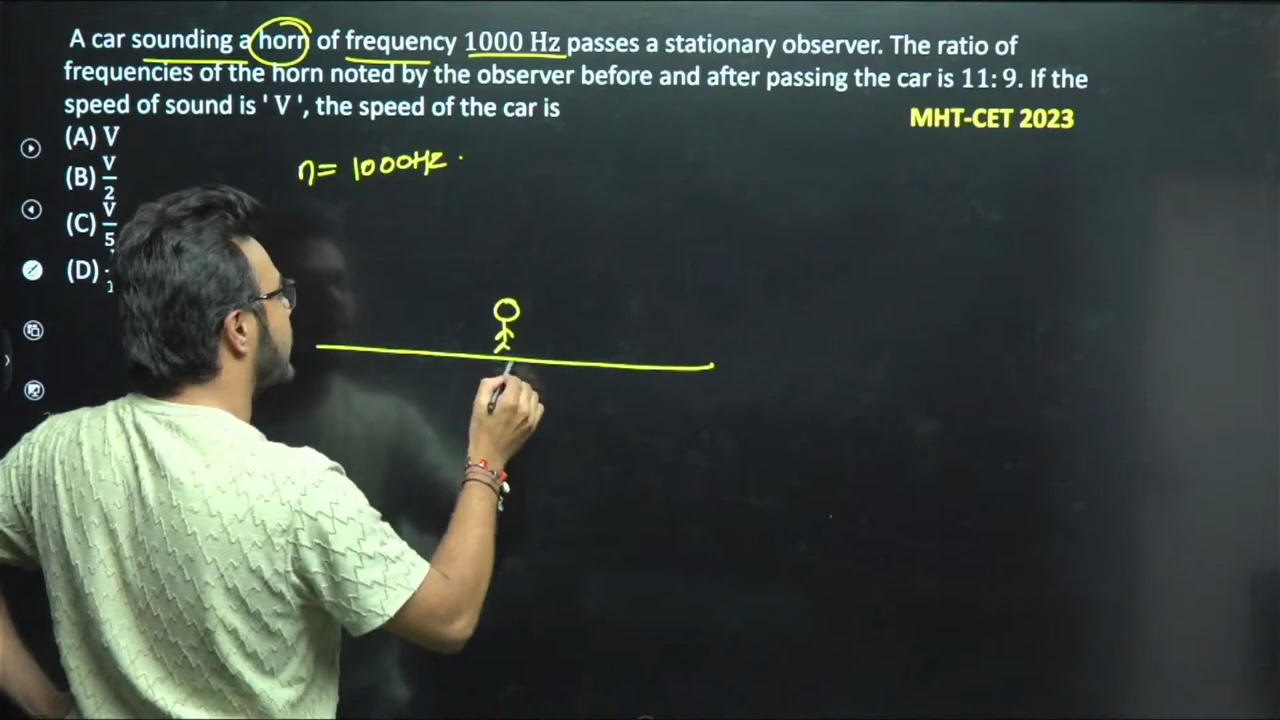 A car sounding a horn of frequency 1000 Hz passes a stationary observer. The ratio of
frequencies of the horn noted by the observer before and after passing the car is 11: 9. If the
speed of sound is ' V ', the speed of the car is
MHT-CET 2023
(A) V
(B) V/2
(C) V/5
(D)
n = 1000Hz.